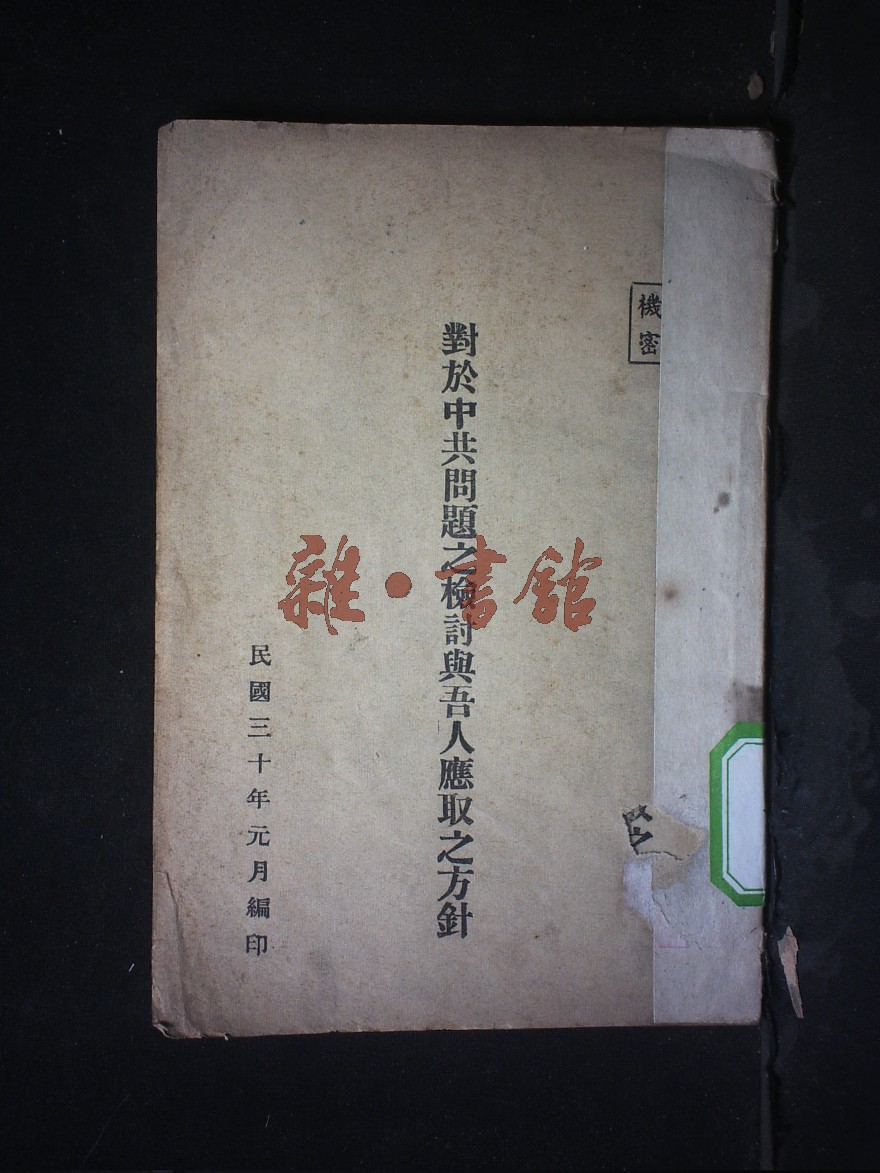 機密
對於中共問題之檢討與吾人應取之方針
民國三十年元月編印
雜·書館